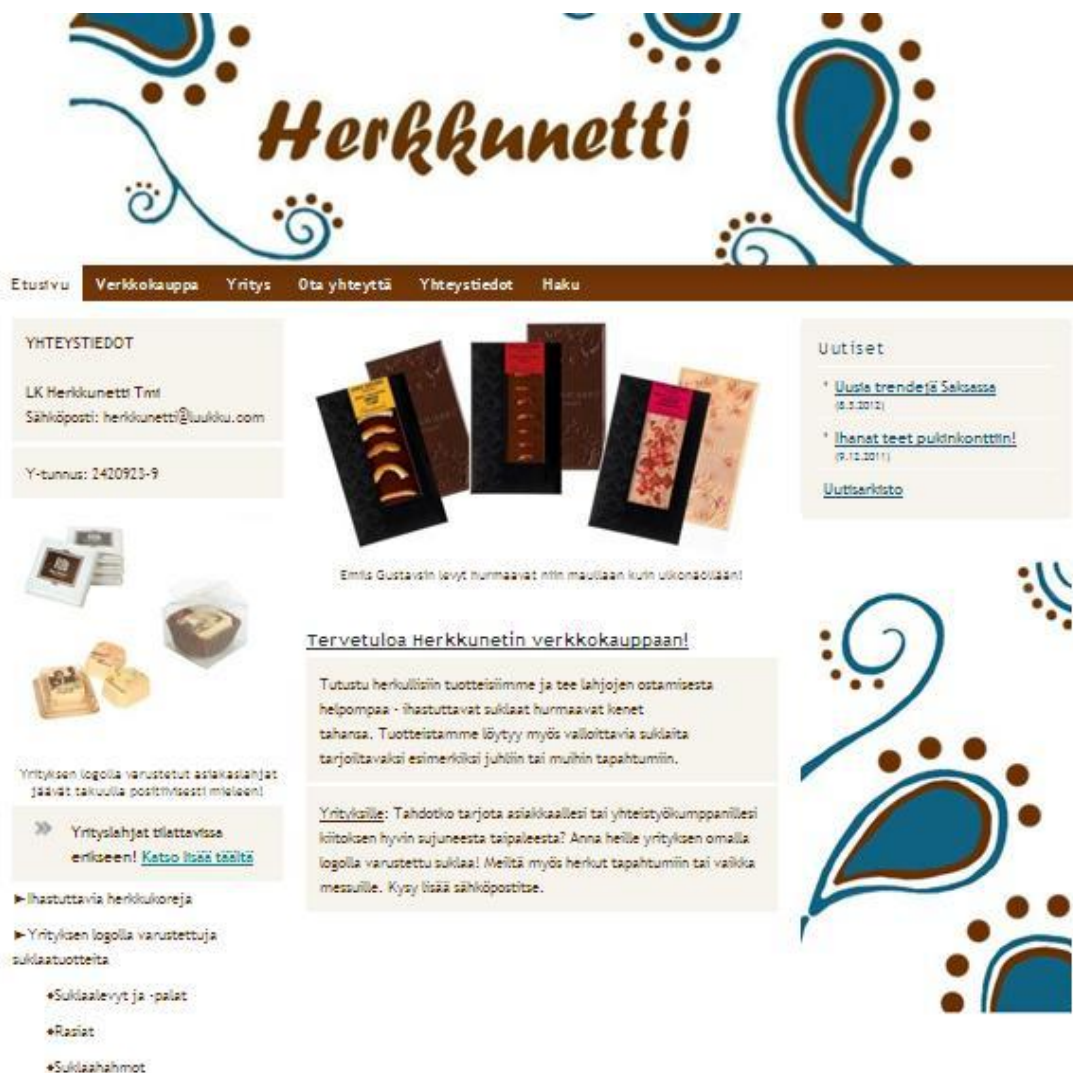 Herkkunetti
Etusivu Verkkokauppa Yritys Ota yhteyttä Yhteystiedot Haku
YHTEYSTIEDOT
LK Herkkunetti Tmi
Sähköposti: herkkunetti@luukku.com
Y-tunnus: 2420923-9
Yrityksen logolla varustetut asiakaslahjat
jäävät takuulla positiivisesti mieleen!
Yrityslahjat tilattavissa
erikseen! Katso lisää täältä
►Ihastuttavia herkkukoreja
►Yrityksen logolla varustettuja
suklaatuotteita
♦Suklaalevyt ja -palat
♦Rasiat
♦Suklaahahmot
Emils Gustavsin levyt hurmaavat niin maullaan kuin ulkonäöllään!
Tervetuloa Herkkunetin verkkokauppaan!
Tutustu herkullisiin tuotteisiimme ja tee lahjojen ostamisesta
helpompaa - ihastuttavat suklaat hurmaavat kenet
tahansa. Tuotteistamme löytyy myös valloittavia suklaita
tarjoiltavaksi esimerkiksi juhliin tai muihin tapahtumiin.
Yrityksille: Tahdotko tarjota asiakkaallesi tai yhteistyökumppanillesi
kiitoksen hyvin sujuneesta taipaleesta? Anna heille yrityksen omalla
logolla varustettu suklaa! Meiltä myös herkut tapahtumiin tai vaikka
messuille. Kysy lisää sähköpostitse.
Uutiset
* Uusia trendejä Saksassa
(8.3.2012)
* Ihanat teet pukinkonttiin!
(9.12.2011)
Uutisarkisto